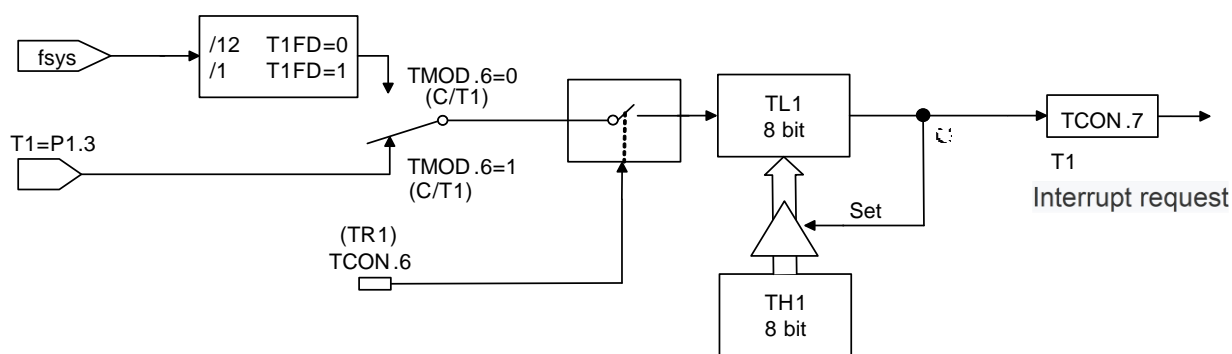 fsys
/12 T1FD=0
/1 T1FD=1
TMOD.6=0
(C/T1)
T1=P1.3
TMOD.6=1
(C/T1)
TL1
8 bit
TCON.7
T1
Interrupt request
Set
(TR1)
TCON.6
TH1
8 bit